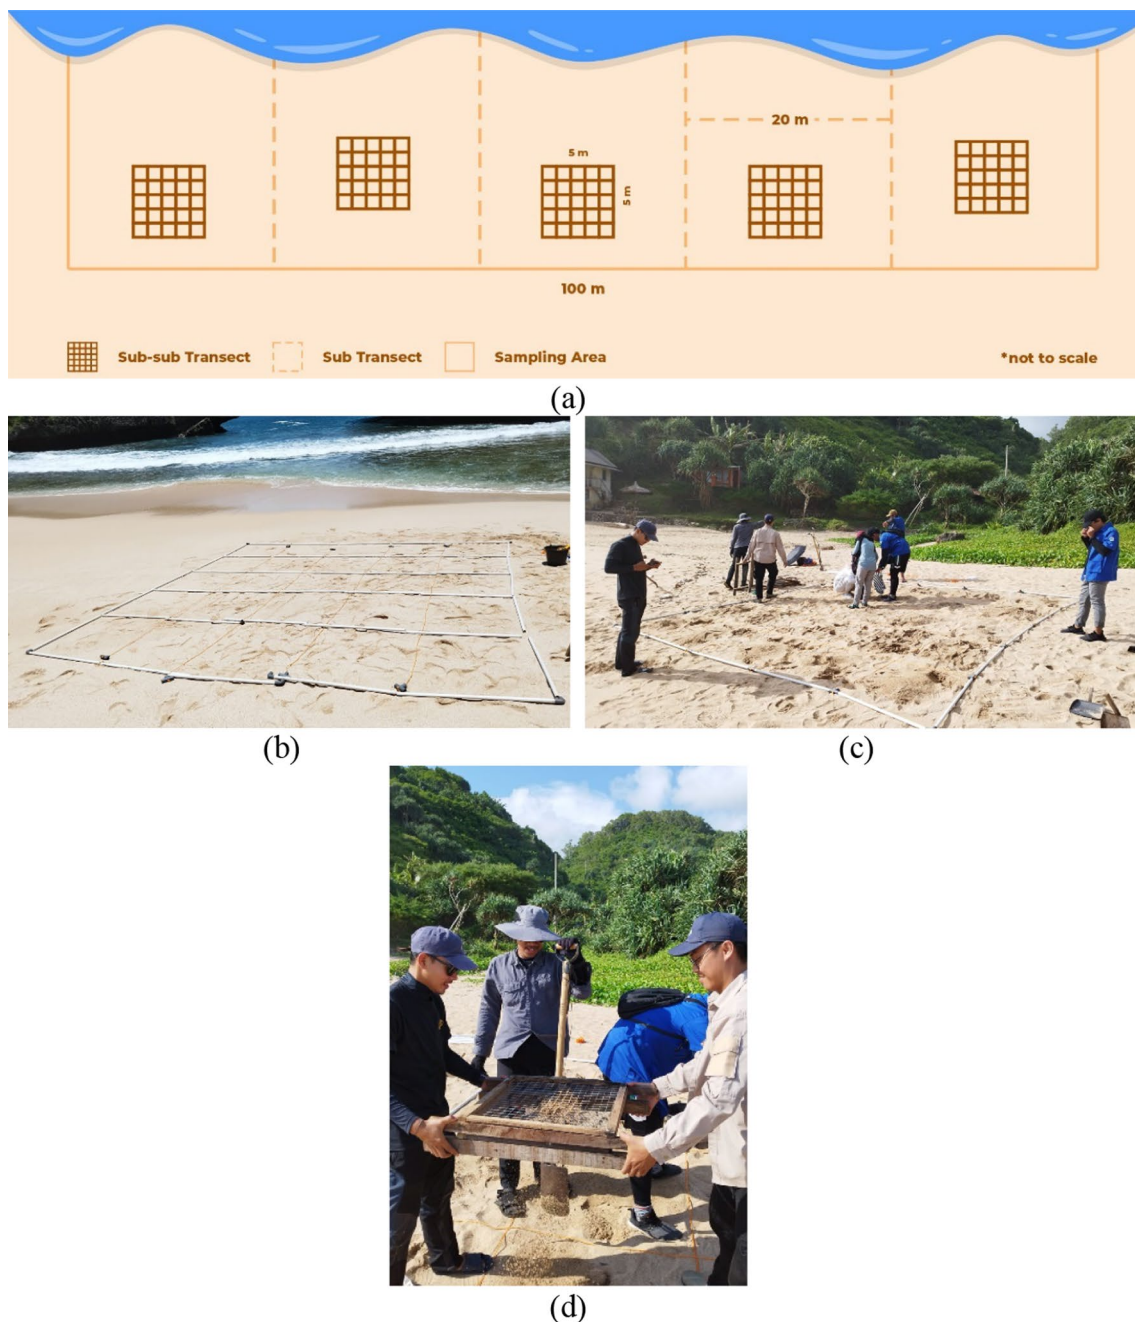 20 m
5 m
5 m
100 m
Sub-sub Transect
Sub Transect
Sampling Area
*not to scale
(a)
(b)
(c)
(d)